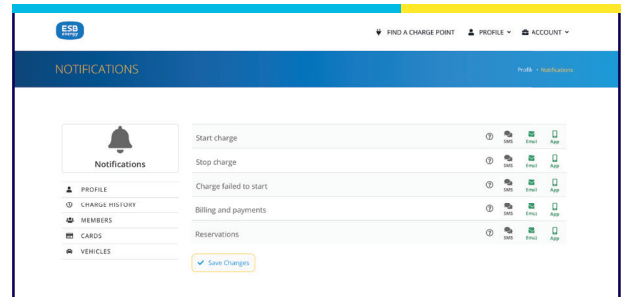 ESB
energy
FIND A CHARGE POINT PROFILE ACCOUNT
NOTIFICATIONS
Profile Notifications
Notifications
PROFILE
CHARGE HISTORY
MEMBERS
CARDS
VEHICLES
Start charge SMS Email App
Stop charge SMS Email App
Charge failed to start SMS Email App
Billing and payments SMS Email App
Reservations SMS Email App
Save Changes